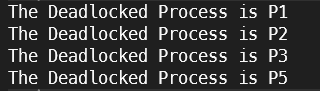 The Deadlocked Process is P1
The Deadlocked Process is P2
The Deadlocked Process is P3
The Deadlocked Process is P5